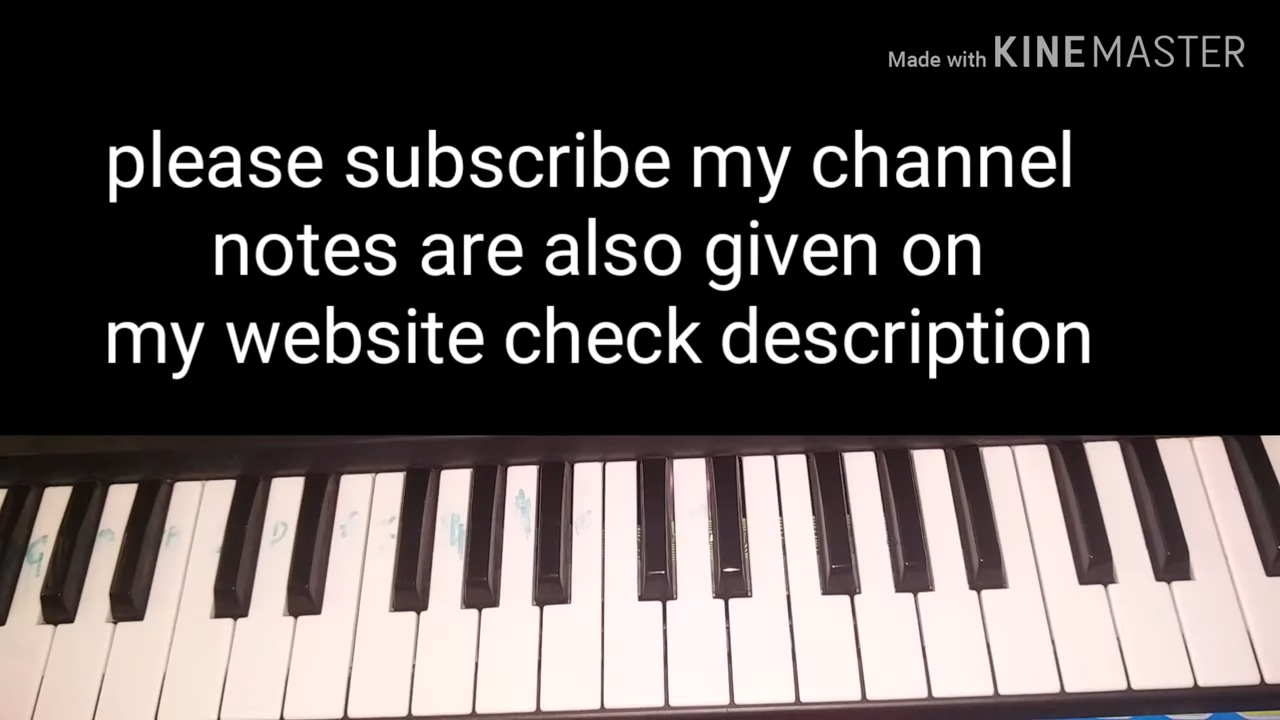 Made with KINEMASTER
please subscribe my channel
notes are also given on
my website check description
G
D